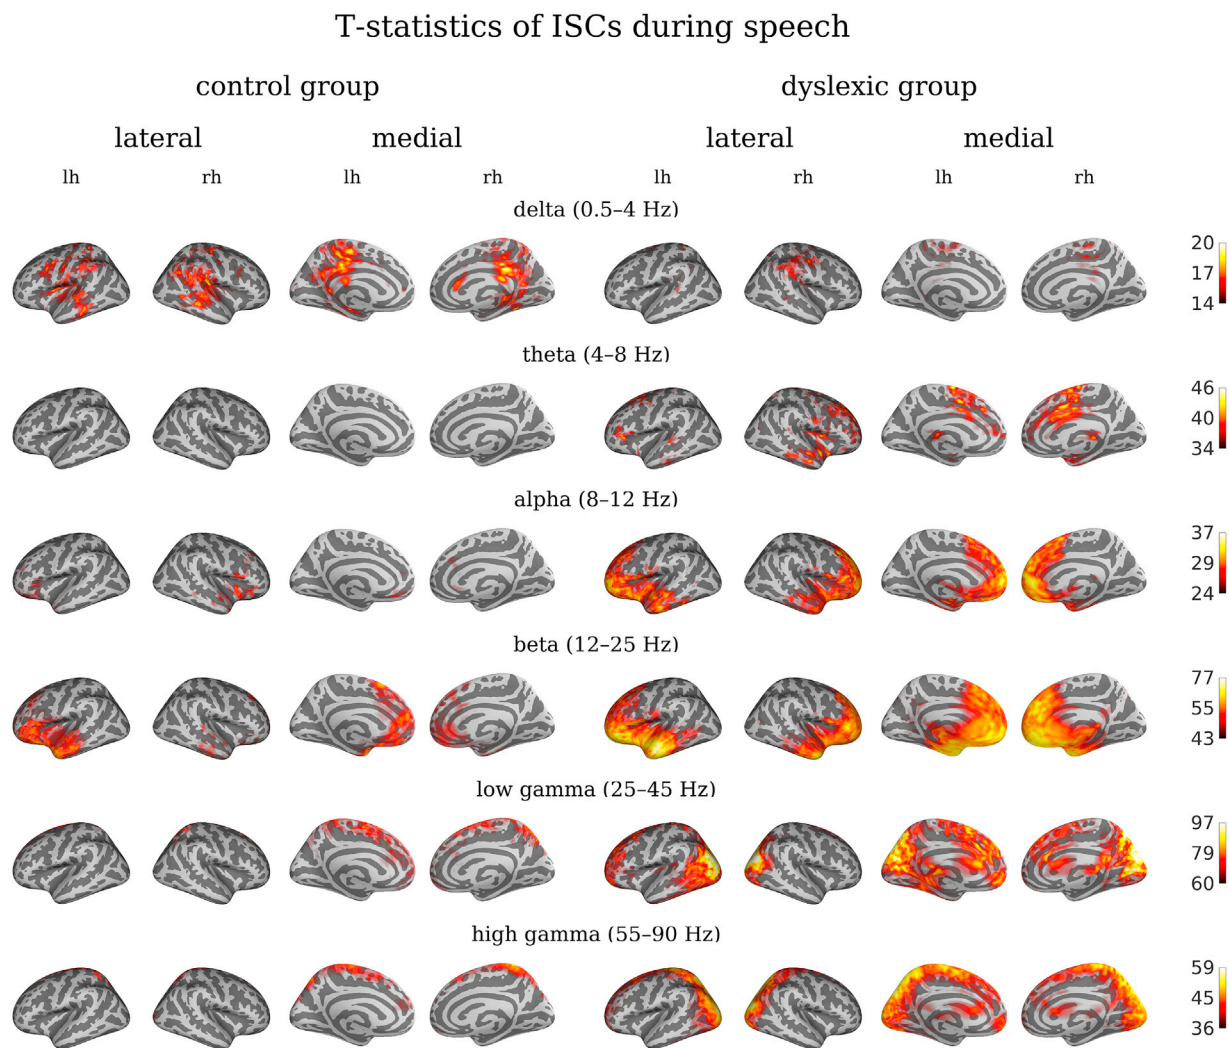 T-statistics of ISCs during speech
control group dyslexic group
lateral medial lateral medial
lh rh lh rh lh rh lh rh
delta (0.5–4 Hz)
20
17
14
theta (4–8 Hz)
46
40
34
alpha (8–12 Hz)
37
29
24
beta (12–25 Hz)
77
55
43
low gamma (25–45 Hz)
97
79
60
high gamma (55–90 Hz)
59
45
36